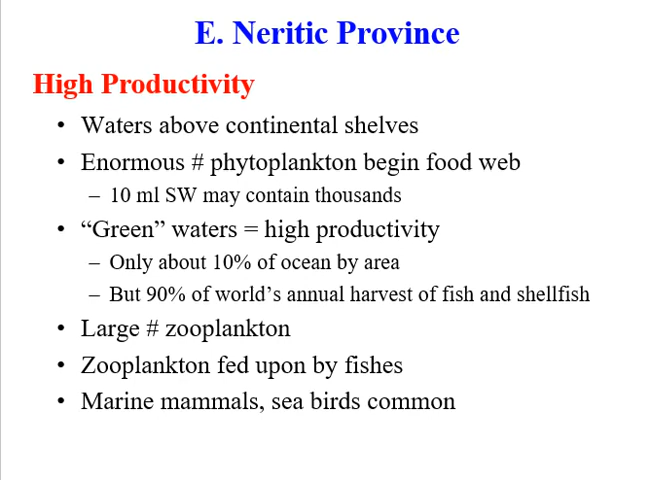 E. Neritic Province
High Productivity
• Waters above continental shelves
• Enormous # phytoplankton begin food web
– 10 ml SW may contain thousands
• “Green” waters = high productivity
– Only about 10% of ocean by area
– But 90% of world’s annual harvest of fish and shellfish
• Large # zooplankton
• Zooplankton fed upon by fishes
• Marine mammals, sea birds common